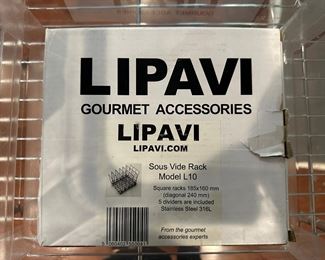 LIPAVI
GOURMET ACCESSORIES
LIPAVI
LIPAVI.COM
Sous Vide Rack
Model L10
Square racks 185x160 mm
(diagonal 240 mm)
5 dividers are included
Stainless Steel 316L
From the gourmet
accessories experts